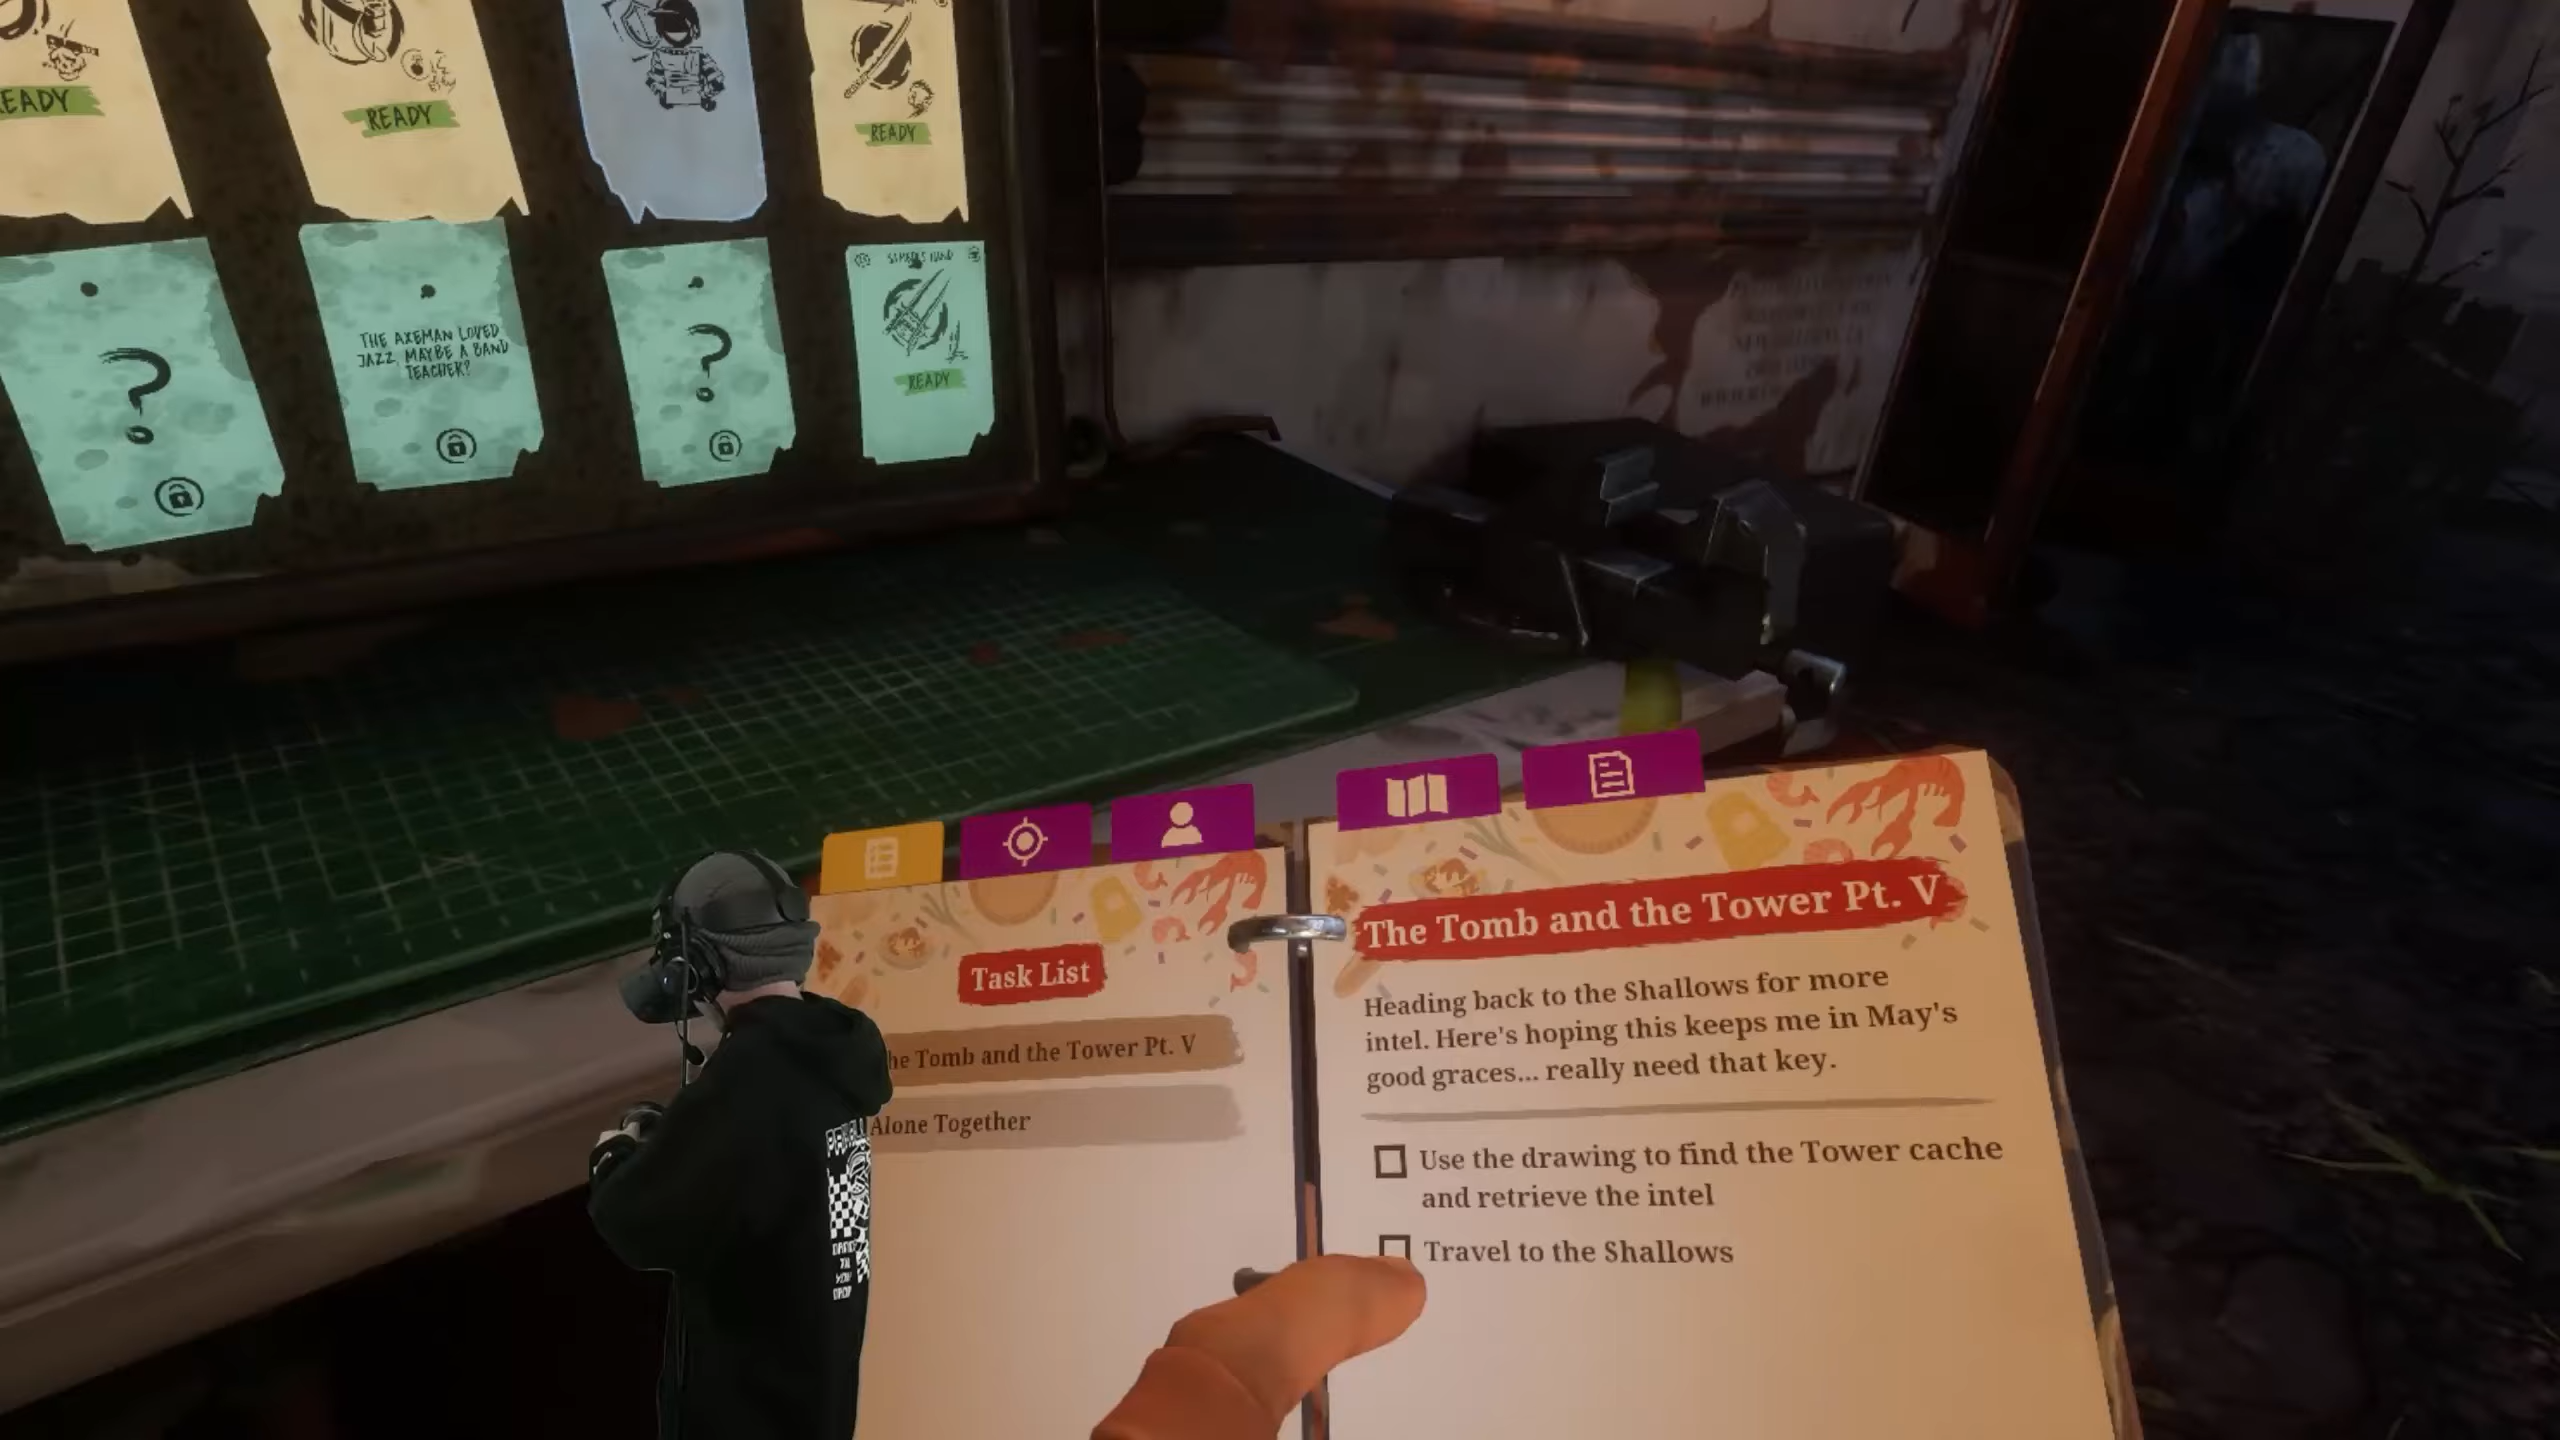 READY
READY
READY
THE AXEMAN LOVED
JAZZ, MAYBE A BAND
TEACHER?
READY
Task List
he Tomb and the Tower Pt. V
Alone Together
The Tomb and the Tower Pt. V
Heading back to the Shallows for more
intel. Here's hoping this keeps me in May's
good graces... really need that key.
Use the drawing to find the Tower cache
and retrieve the intel
Travel to the Shallows